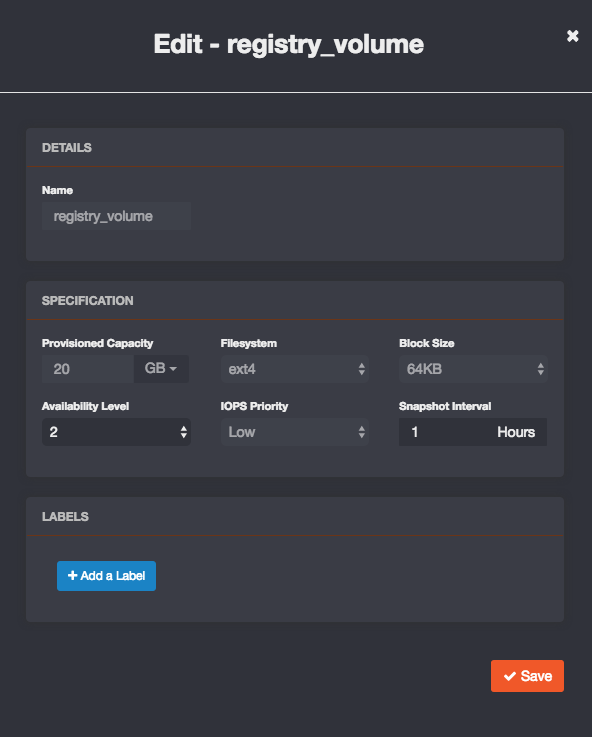 Edit - registry_volume
DETAILS
Name
registry_volume
SPECIFICATION
Provisioned Capacity Filesystem Block Size
20 GB ext4 64KB
Availability Level IOPS Priority Snapshot Interval
2 Low 1 Hours
LABELS
+ Add a Label
Save